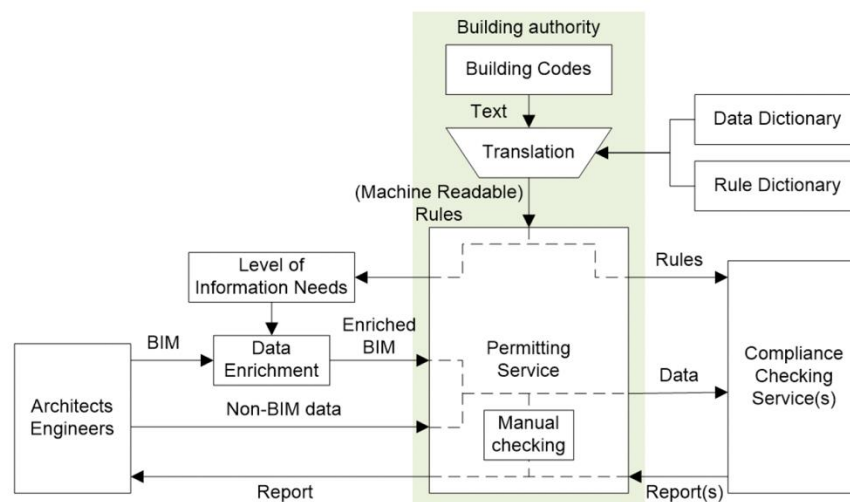 Building authority
Building Codes
Text
Translation
Data Dictionary
Rule Dictionary
(Machine Readable)
Rules
Level of
Information Needs
Rules
BIM
Data
Enrichment
Enriched
BIM
Permitting
Service
Data
Compliance
Checking
Service(s)
Architects
Engineers
Non-BIM data
Manual
checking
Report
Report(s)